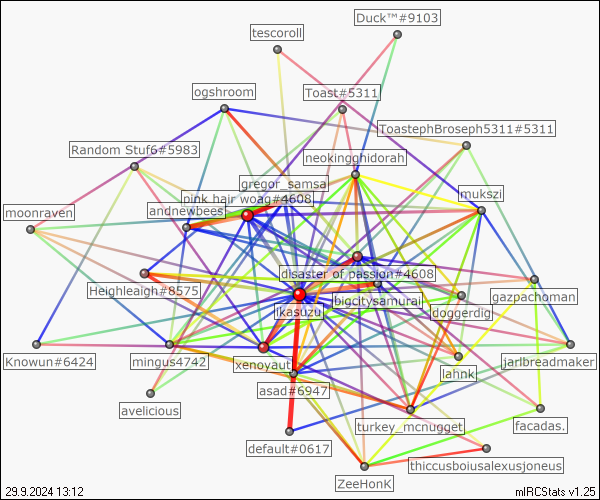 Duck™#9103
tescoroll
ogshroom
Toast#5311
ToastephBroseph5311#5311
Random Stuf6#5983
neokingghidorah
gregor_samsa
mukszi
pink hair woag#4608
moonraven
andnewbees
disaster of passion#4608
Heighleaigh#8575
gazpachoman
bigcitysamurai
ikasuzu
doggerdig
Knowun#6424
mingus4742
xenoyaut
lahnk
jarlbreadmaker
asad#6947
avelicious
turkey_mcnugget
facadas.
default#0617
thiccusboiusalexusjoneus
ZeeHonK
29.9.2024 13:12
mIRCStats v1.25